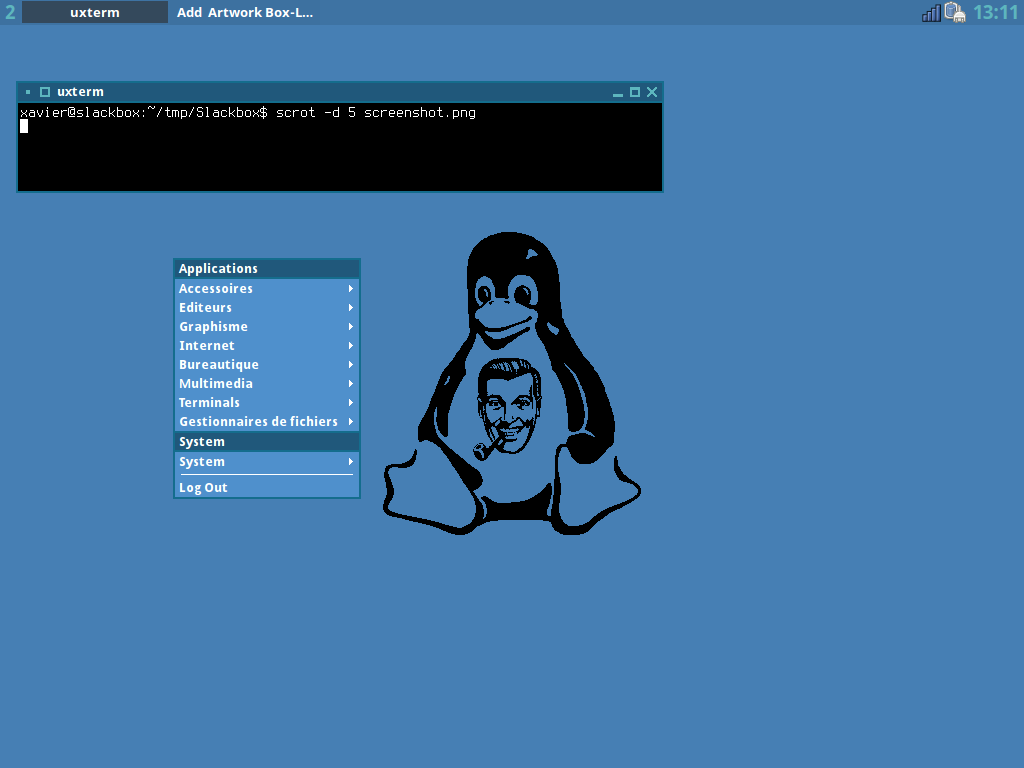 2 uxterm Add Artwork Box-L... 13:11
uxterm
xavier@slackbox:~/tmp/Slackbox$ scrot -d 5 screenshot.png
Applications
Accessoires
Editeurs
Graphisme
Internet
Bureautique
Multimedia
Terminals
Gestionnaires de fichiers
System
System
Log Out